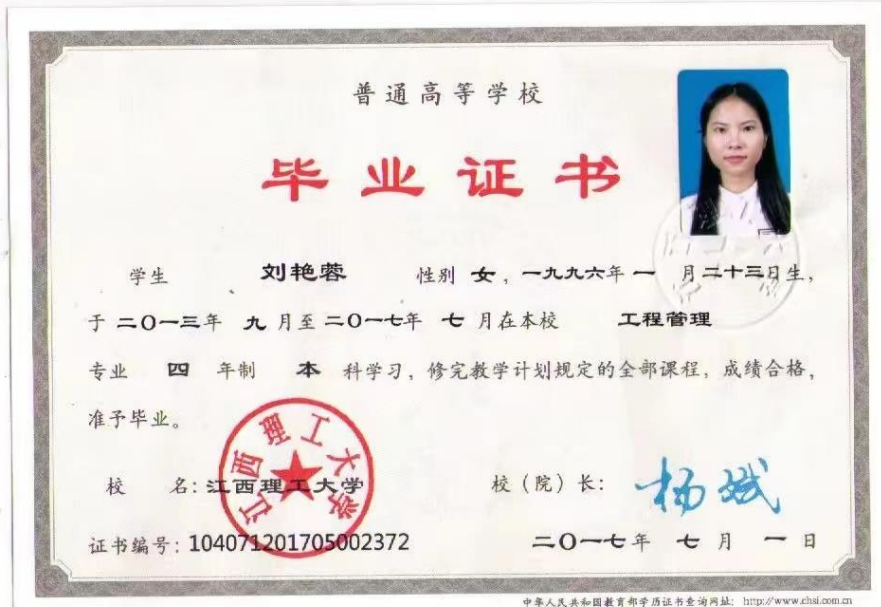 普通高等学校
毕业证书
学生 刘艳蓉 性别 女，一九九六年 一 月二十三日生，
于二〇一三年 九 月至二〇一七年 七 月在本校 工程管理
专业 四 年制 本 科学习，修完教学计划规定的全部课程，成绩合格，
准予毕业。
江西理工大学
校 名：江西理工大学 校（院）长： 杨斌
证书编号：104071201705002372 二〇一七年 七 月 一 日
中华人民共和国教育部学历证书查询网址： http://www.chsi.com.cn